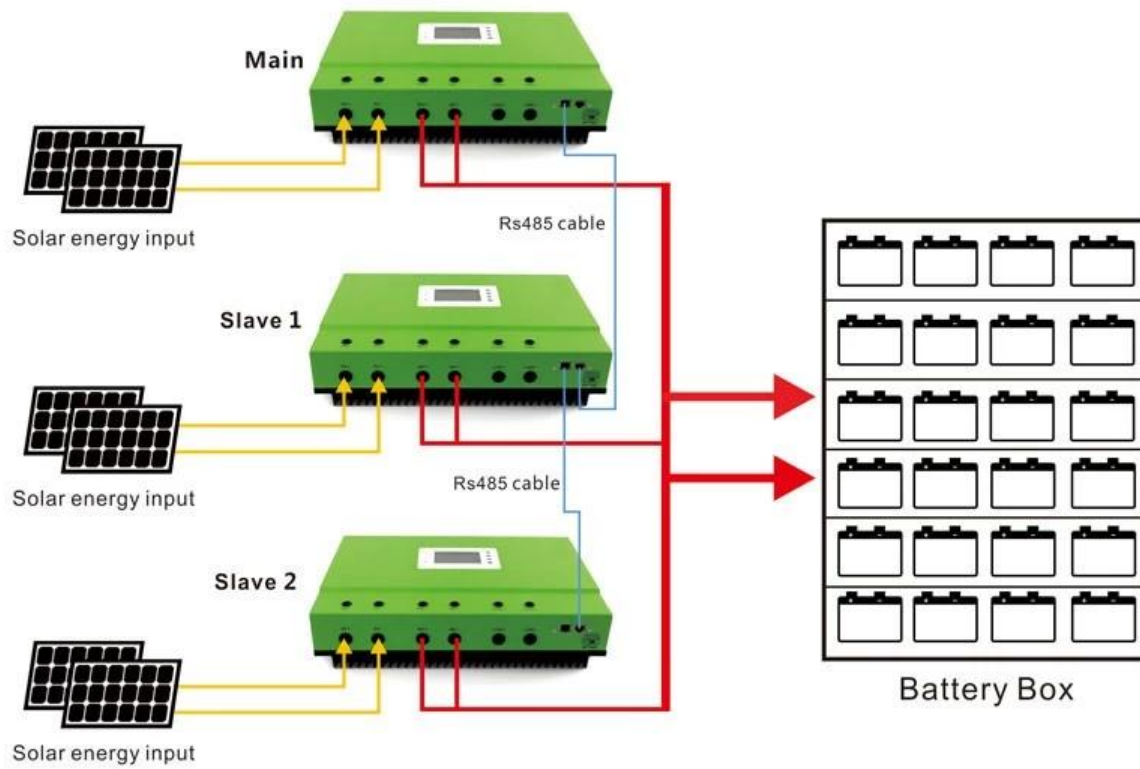 Main
Solar energy input
Rs485 cable
Slave 1
Solar energy input
Rs485 cable
Slave 2
Solar energy input
Battery Box